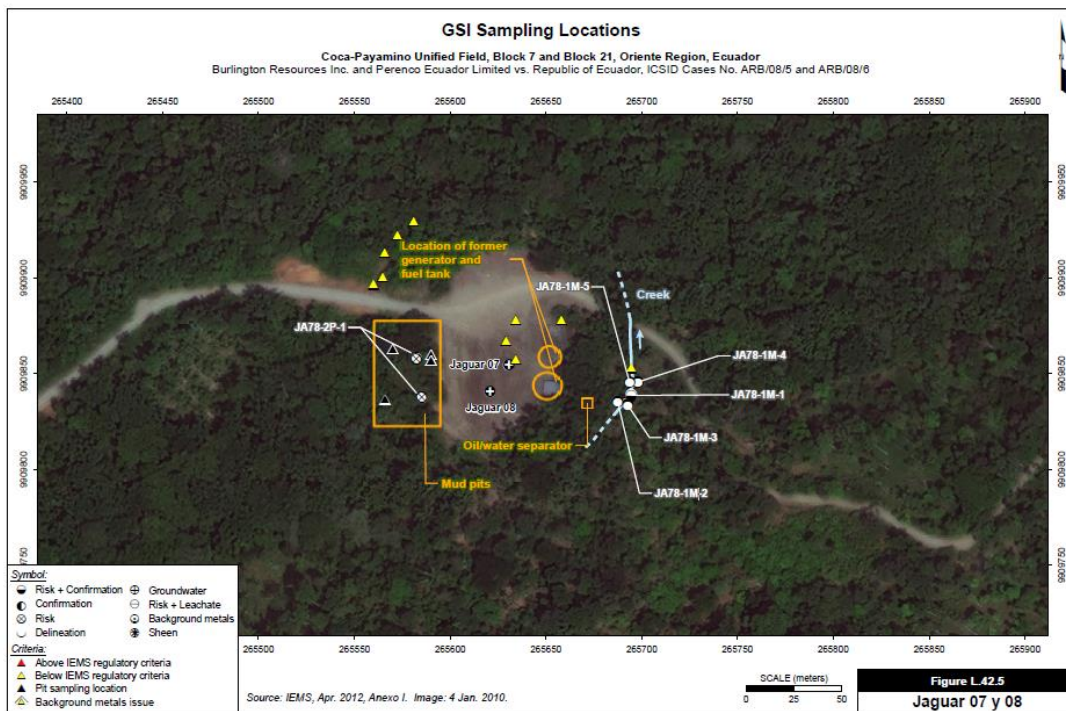 GSI Sampling Locations
Coca-Payamino Unified Field, Block 7 and Block 21, Oriente Region, Ecuador
Burlington Resources Inc. and Perenco Ecuador Limited vs. Republic of Ecuador, ICSID Cases No. ARB/08/5 and ARB/08/6
265400 265450 265500 265550 265600 265650 265700 265750 265800 265850 265900
9909950 9909950
Location of former
generator and
fuel tank
9909900 9909900
JA78-1M-5
Creek
JA78-2P-1
JA78-1M-4
Jaguar 07
9909850 9909850
JA78-1M-1
Jaguar 08
JA78-1M-3
Oil/water separator
9909800 9909800
Mud pits
JA78-1M-2
9909750 9909750
Symbol:
Risk + Confirmation Groundwater
Confirmation Risk + Leachate
Risk Background metals
Delineation Sheen
Criteria:
Above IEMS regulatory criteria
Below IEMS regulatory criteria
Pit sampling location
Background metals issue
265500 265550 265600 265650 265700 265750 265800 265850 265900
Source: IEMS, Apr. 2012, Anexo I. Image: 4 Jan. 2010.
SCALE (meters)
0 25 50
Figure L.42.5
Jaguar 07 y 08